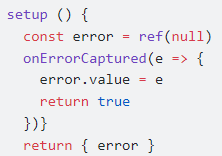 setup () {
  const error = ref(null)
  onErrorCaptured(e => {
    error.value = e
    return true
  })}
  return { error }